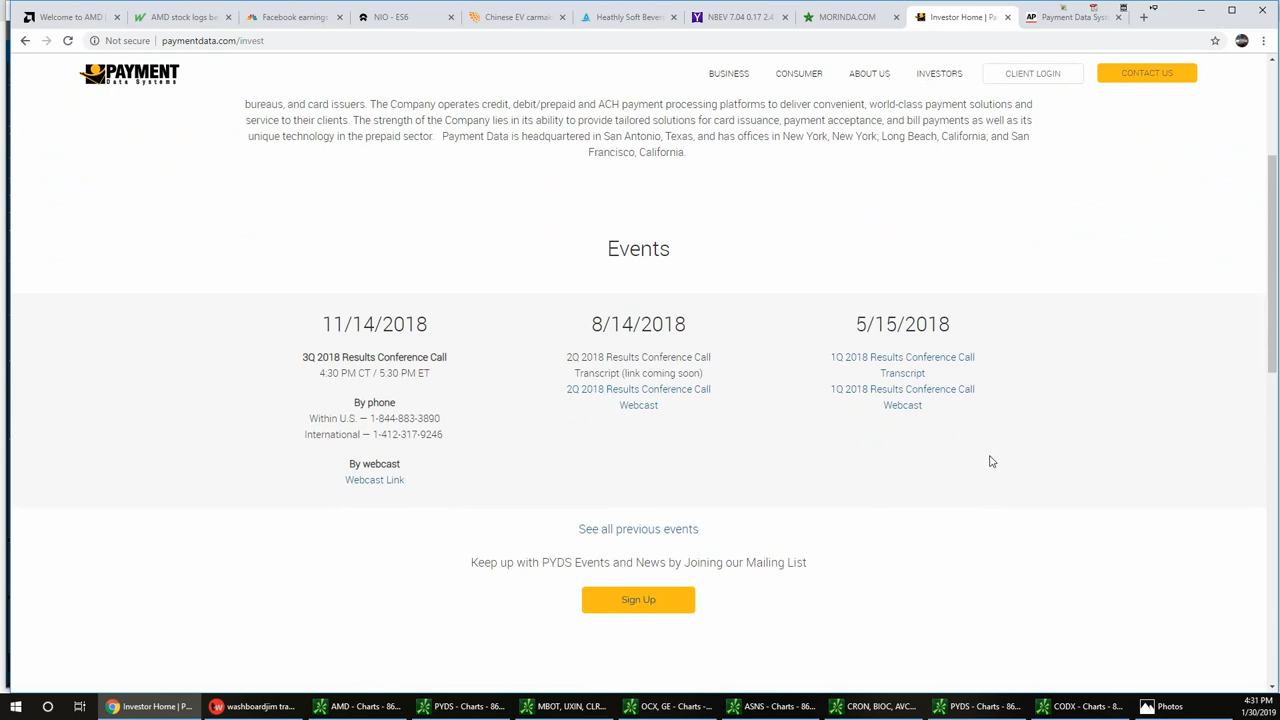 Welcome to AMD |
AMD stock logs be
Facebook earnings
NIO - ES6
Chinese EV carmak
Heathly Soft Bever
NBEV 7.04 0.17 2.4
MORINDA.COM
Investor Home | Pa
Payment Data Syst
Not secure
paymentdata.com/invest
PAYMENT
Data Systems
BUSINESS
CONSUMER
ABOUT US
INVESTORS
CLIENT LOGIN
CONTACT US
bureaus, and card issuers. The Company operates credit, debit/prepaid and ACH payment processing platforms to deliver convenient, world-class payment solutions and
service to their clients. The strength of the Company lies in its ability to provide tailored solutions for card issuance, payment acceptance, and bill payments as well as its
unique technology in the prepaid sector. Payment Data is headquartered in San Antonio, Texas, and has offices in New York, New York; Long Beach, California; and San
Francisco, California.
Events
11/14/2018
3Q 2018 Results Conference Call
4:30 PM CT / 5:30 PM ET
By phone
Within U.S. — 1-844-883-3890
International — 1-412-317-9246
By webcast
Webcast Link
8/14/2018
2Q 2018 Results Conference Call
Transcript (link coming soon)
2Q 2018 Results Conference Call
Webcast
5/15/2018
1Q 2018 Results Conference Call
Transcript
1Q 2018 Results Conference Call
Webcast
See all previous events
Keep up with PYDS Events and News by Joining our Mailing List
Sign Up
Investor Home | P...
washboardjim tra...
AMD - Charts - 86...
PYDS - Charts - 86...
MBOT, UXIN, CLR...
OCX, GE - Charts -...
ASNS - Charts - 86...
CRON, BIOC, AVC...
PYDS - Charts - 86...
CODX - Charts - 8...
Photos
4:31 PM
1/30/2019